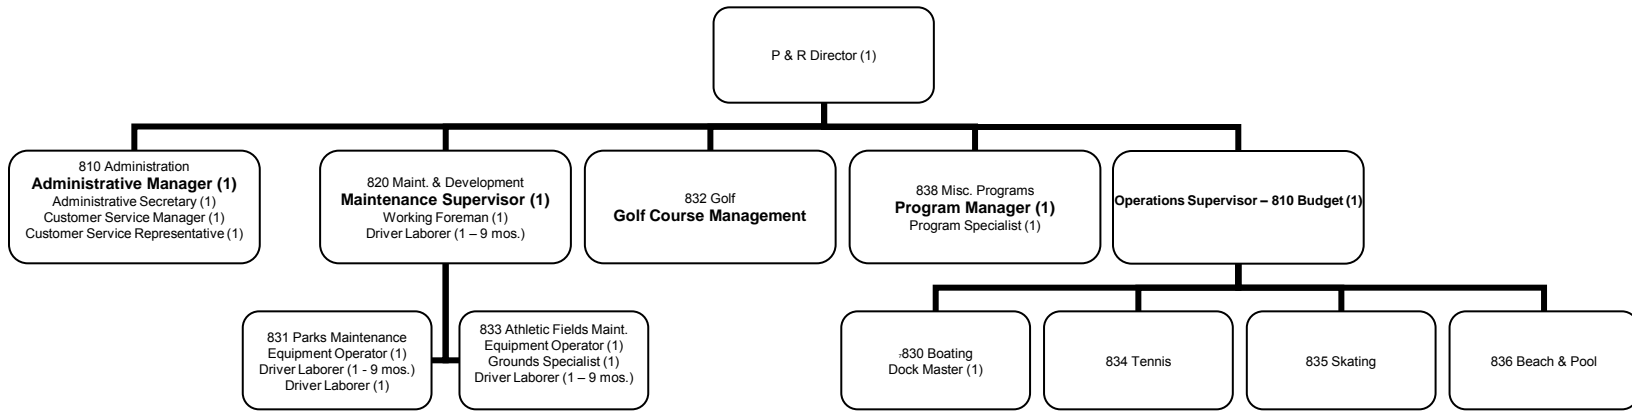 P & R Director (1)
810 Administration
Administrative Manager (1)
Administrative Secretary (1)
Customer Service Manager (1)
Customer Service Representative (1)
820 Maint. & Development
Maintenance Supervisor (1)
Working Foreman (1)
Driver Laborer (1 – 9 mos.)
832 Golf
Golf Course Management
838 Misc. Programs
Program Manager (1)
Program Specialist (1)
Operations Supervisor – 810 Budget (1)
831 Parks Maintenance
Equipment Operator (1)
Driver Laborer (1 - 9 mos.)
Driver Laborer (1)
833 Athletic Fields Maint.
Equipment Operator (1)
Grounds Specialist (1)
Driver Laborer (1 – 9 mos.)
830 Boating
Dock Master (1)
834 Tennis
835 Skating
836 Beach & Pool